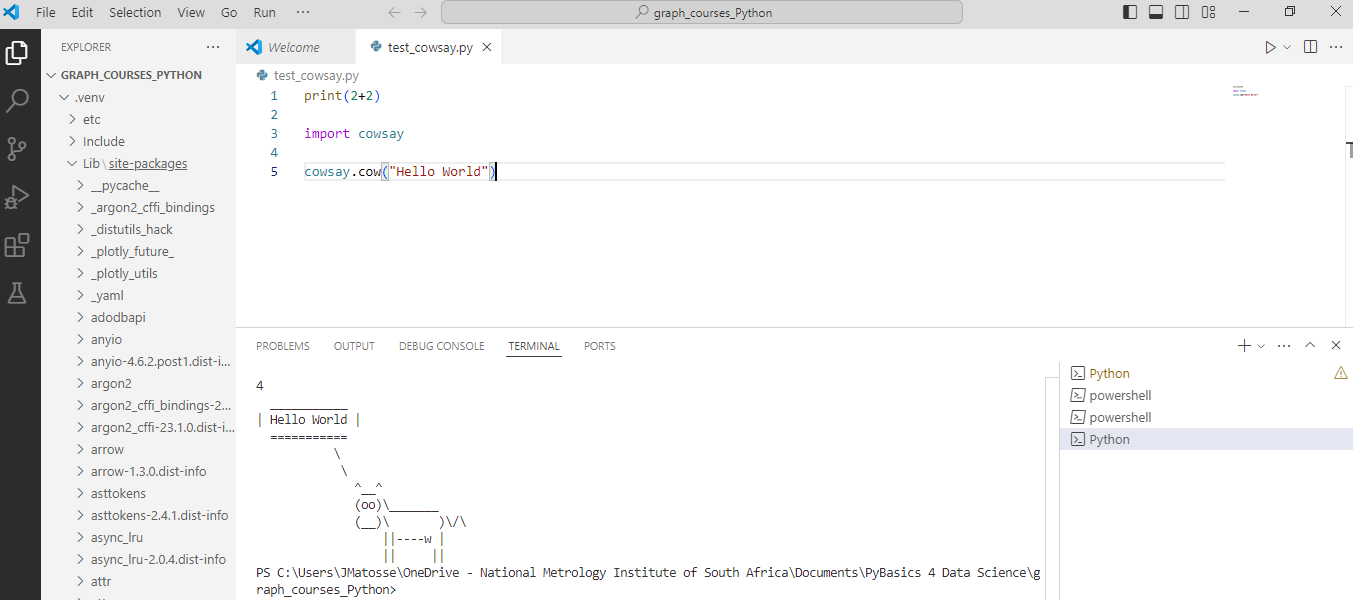 File Edit Selection View Go Run ··· graph_courses_Python
EXPLORER ···
Welcome test_cowsay.py
GRAPH_COURSES_PYTHON
.venv
etc
Include
Lib\site-packages
__pycache__
_argon2_cffi_bindings
_distutils_hack
_plotly_future_
_plotly_utils
_yaml
adodbapi
anyio
anyio-4.6.2.post1.dist-i...
argon2
argon2_cffi_bindings-2...
argon2_cffi-23.1.0.dist-i...
arrow
arrow-1.3.0.dist-info
asttokens
asttokens-2.4.1.dist-info
async_lru
async_lru-2.0.4.dist-info
attr
test_cowsay.py
1 print(2+2)
2
3 import cowsay
4
5 cowsay.cow("Hello World")
PROBLEMS OUTPUT DEBUG CONSOLE TERMINAL PORTS
4
  ___________
| Hello World |
  ===========
           \
            \
              ^__^
              (oo)\_______
              (__)\       )\/\
                  ||----w |
                  ||     ||
PS C:\Users\JMatosse\OneDrive - National Metrology Institute of South Africa\Documents\PyBasics 4 Data Science\g
raph_courses_Python>
Python
powershell
powershell
Python